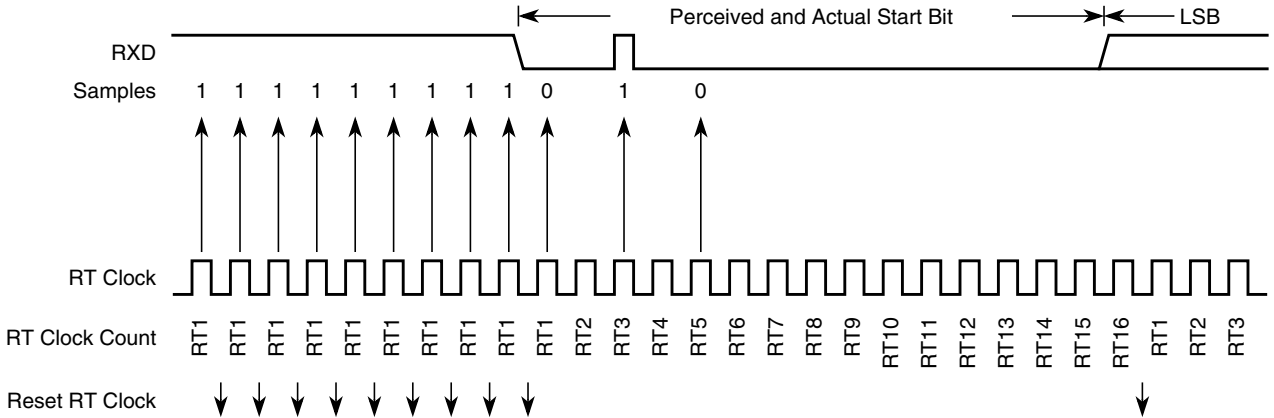 Perceived and Actual Start Bit LSB
RXD
Samples 1 1 1 1 1 1 1 1 1 0 1 0
RT Clock
RT Clock Count RT1 RT1 RT1 RT1 RT1 RT1 RT1 RT1 RT1 RT1 RT2 RT3 RT4 RT5 RT6 RT7 RT8 RT9 RT10 RT11 RT12 RT13 RT14 RT15 RT16 RT1 RT2 RT3
Reset RT Clock